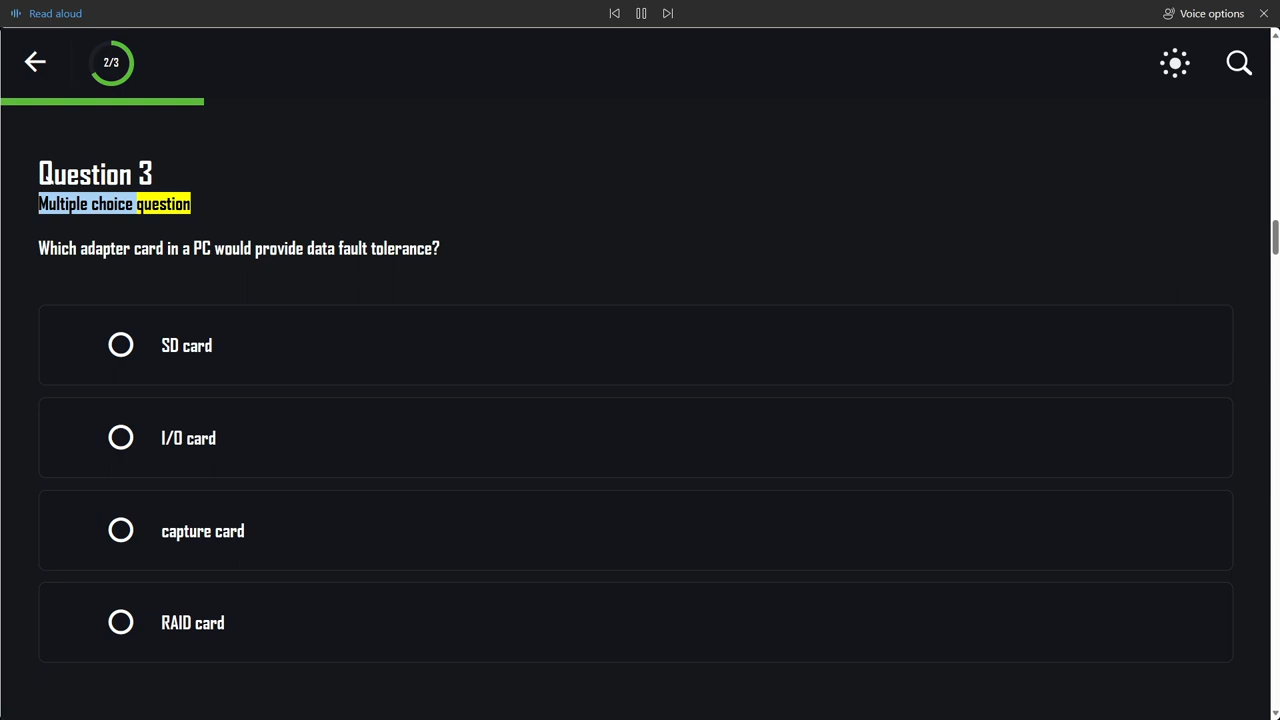 Read aloud
Voice options
2/3
Question 3
Multiple choice question
Which adapter card in a PC would provide data fault tolerance?
SD card
I/O card
capture card
RAID card